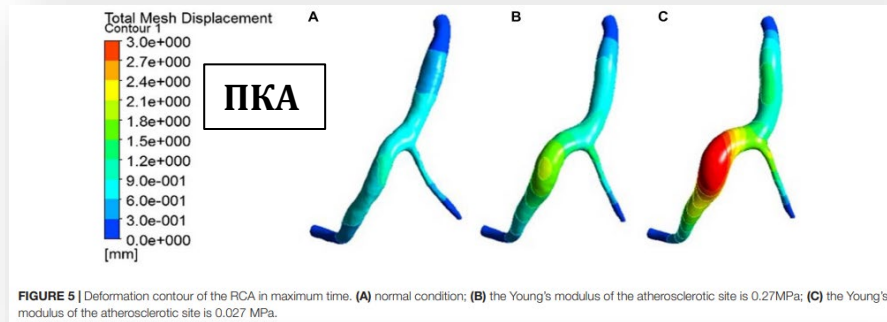 Total Mesh Displacement
Contour 1
3.0e+000
2.7e+000
2.4e+000
2.1e+000
1.8e+000
1.5e+000
1.2e+000
9.0e-001
6.0e-001
3.0e-001
0.0e+000
[mm]
ПКА
A
B
C
FIGURE 5 | Deformation contour of the RCA in maximum time. (A) normal condition; (B) the Young's modulus of the atherosclerotic site is 0.27MPa; (C) the Young's
modulus of the atherosclerotic site is 0.027 MPa.